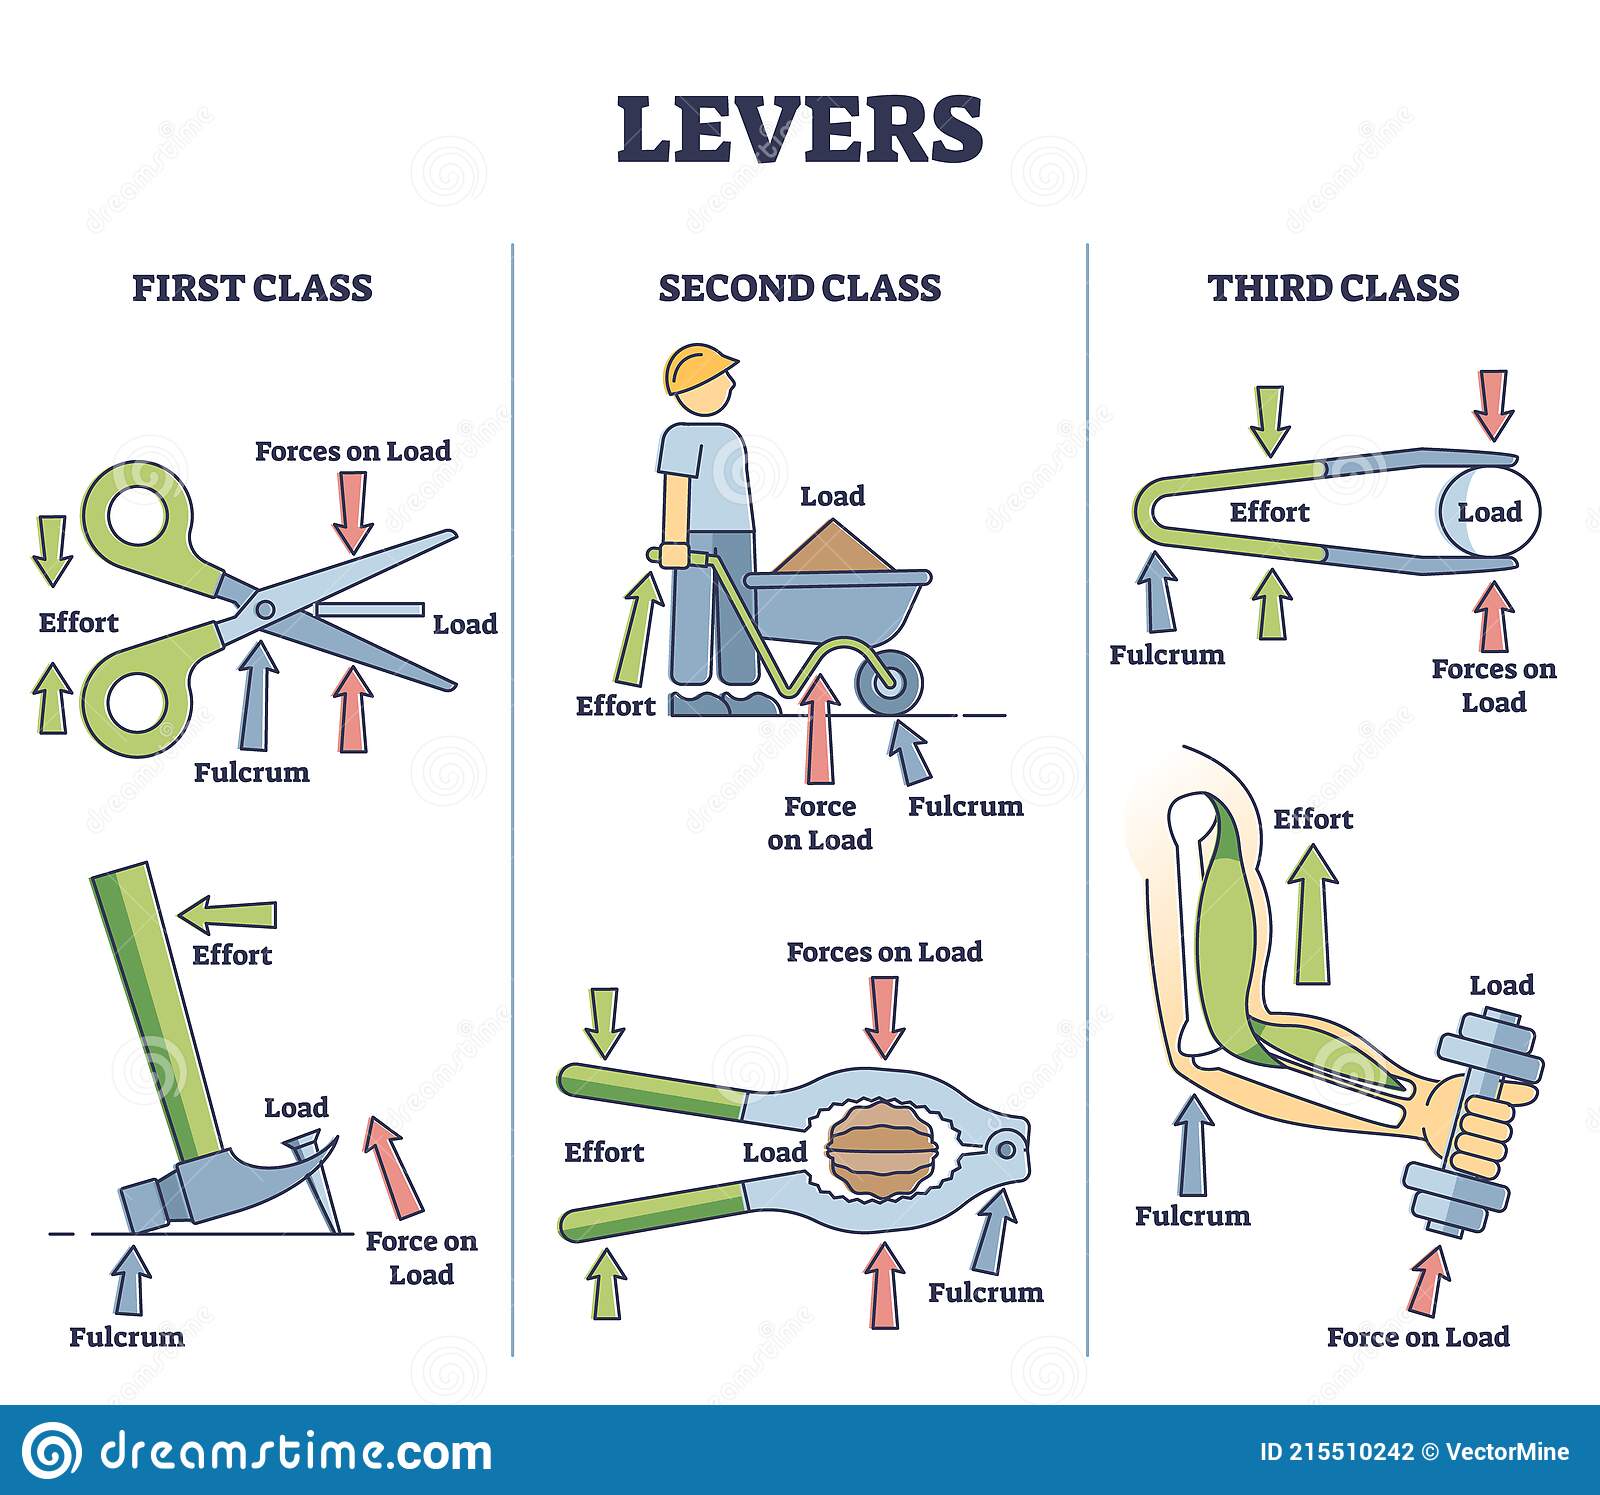 LEVERS
FIRST CLASS
Forces on Load
Effort
Load
Fulcrum
Effort
Load
Force on
Load
Fulcrum
SECOND CLASS
Load
Effort
Force
on Load
Fulcrum
Forces on Load
Effort
Load
Fulcrum
THIRD CLASS
Effort
Load
Fulcrum
Forces on
Load
Effort
Load
Fulcrum
Force on Load
dreamstime.com
ID 215510242 © VectorMine